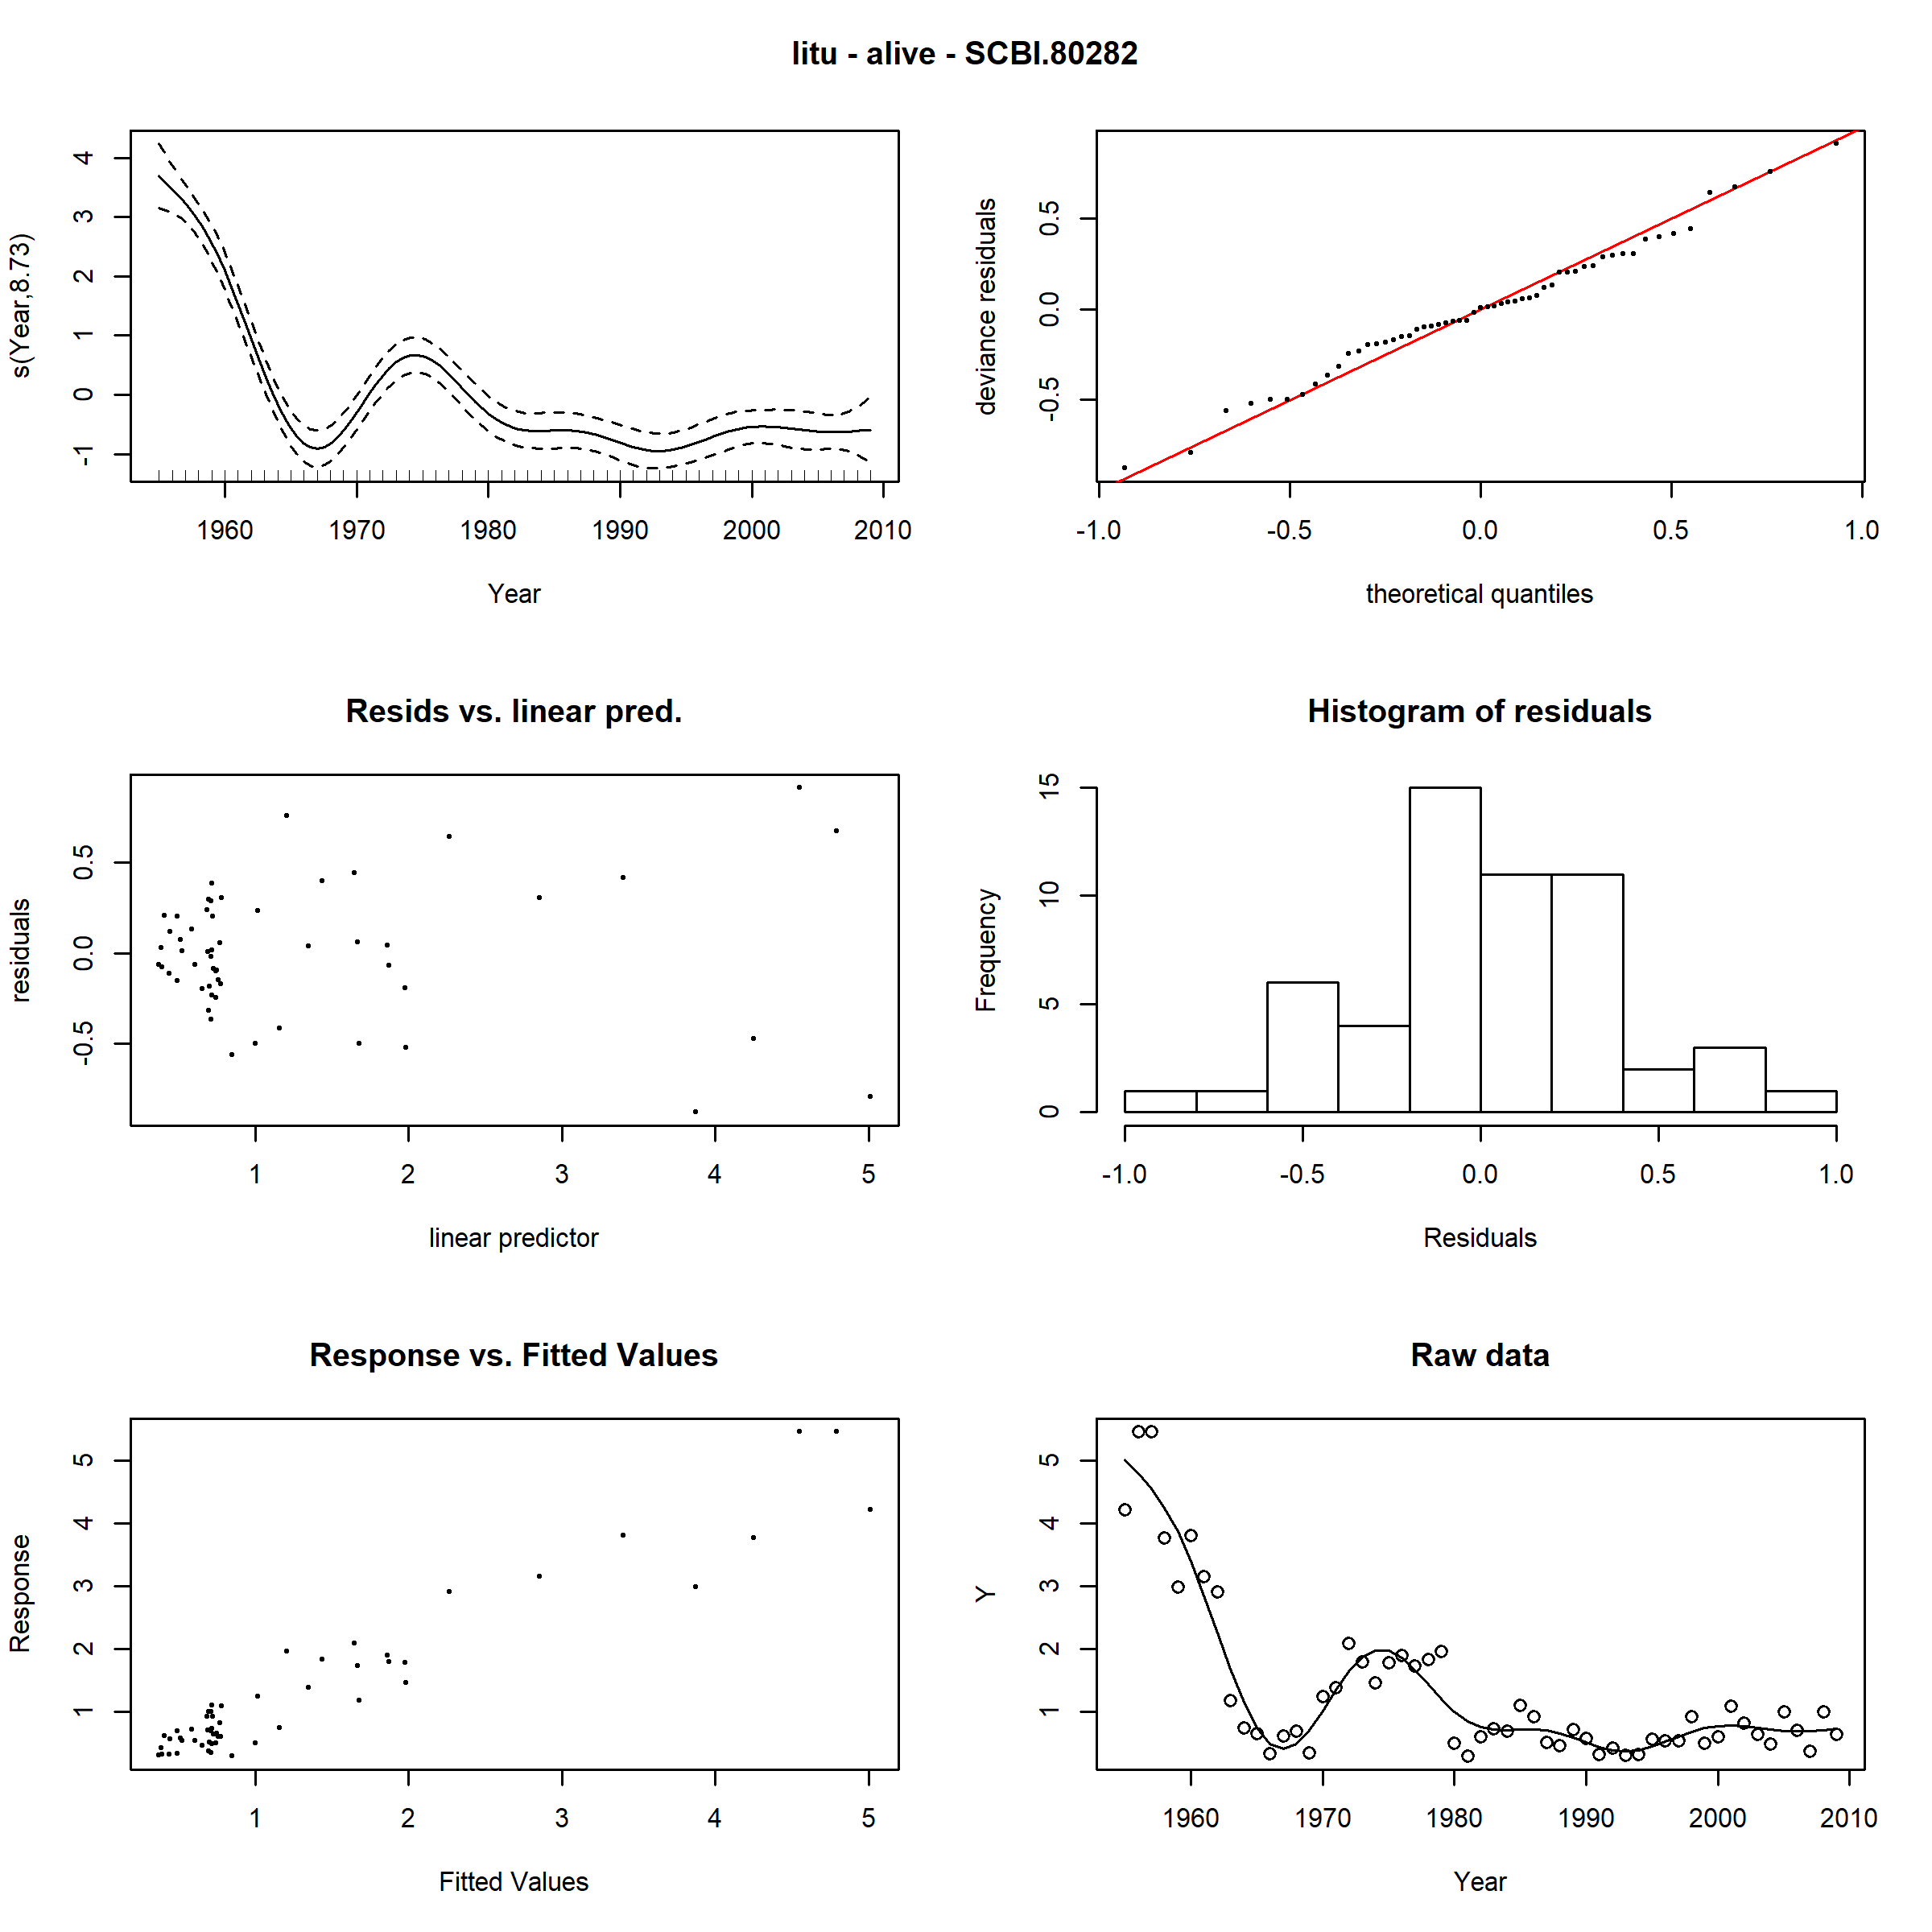 litu - alive - SCBI.80282
s(Year,8.73)
4
3
2
1
0
-1
1960 1970 1980 1990 2000 2010
Year
deviance residuals
0.5
0.0
-0.5
-1.0 -0.5 0.0 0.5 1.0
theoretical quantiles
Resids vs. linear pred.
residuals
0.5
0.0
-0.5
1 2 3 4 5
linear predictor
Histogram of residuals
Frequency
15
10
5
0
-1.0 -0.5 0.0 0.5 1.0
Residuals
Response vs. Fitted Values
Response
5
4
3
2
1
1 2 3 4 5
Fitted Values
Raw data
Y
5
4
3
2
1
1960 1970 1980 1990 2000 2010
Year